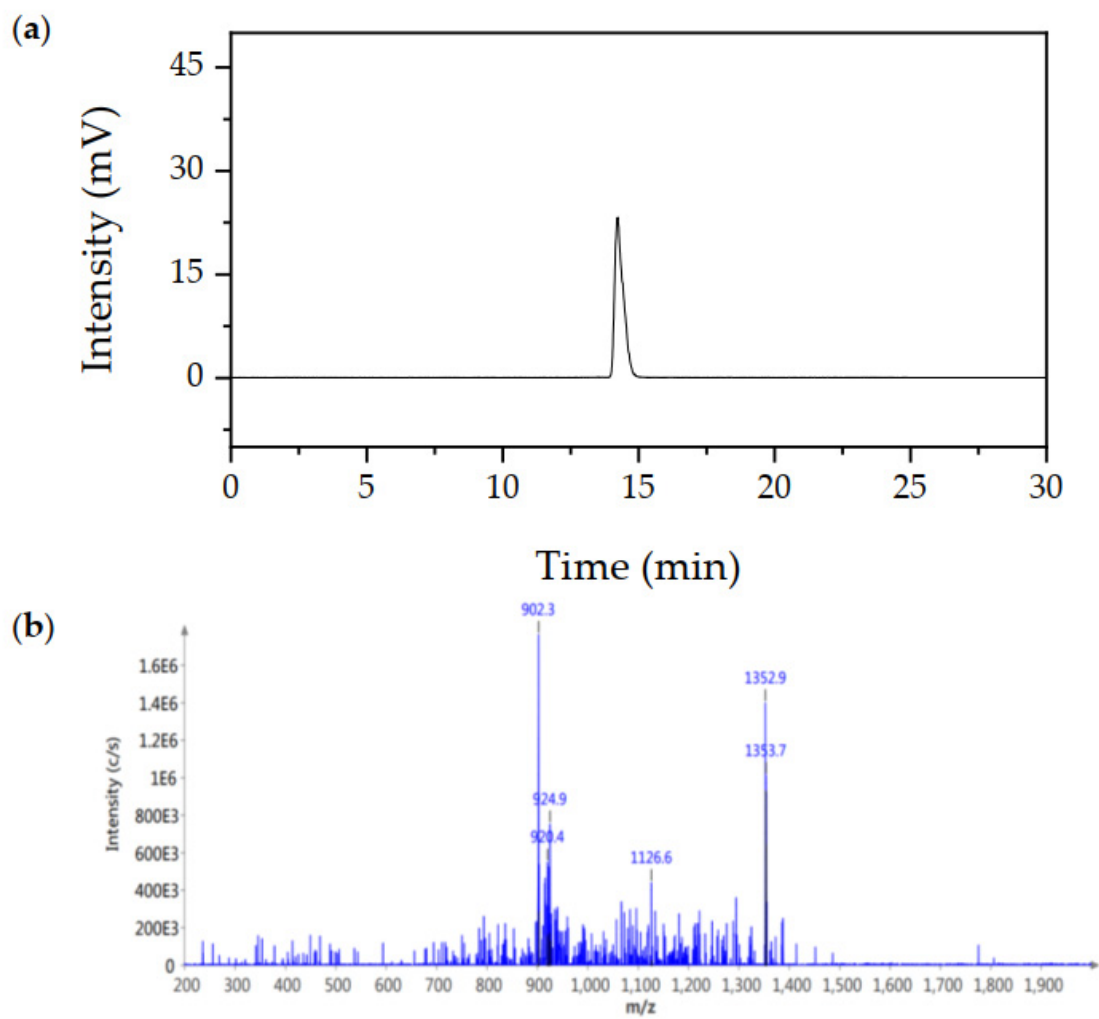 (a)
Intensity (mV)
45
30
15
0
0 5 10 15 20 25 30
Time (min)
(b)
Intensity (c/s)
1.6E6
1.4E6
1.2E6
1E6
800E3
600E3
400E3
200E3
0
902.3
1352.9
1353.7
924.9
920.4
1126.6
200 300 400 500 600 700 800 900 1,000 1,100 1,200 1,300 1,400 1,500 1,600 1,700 1,800 1,900
m/z